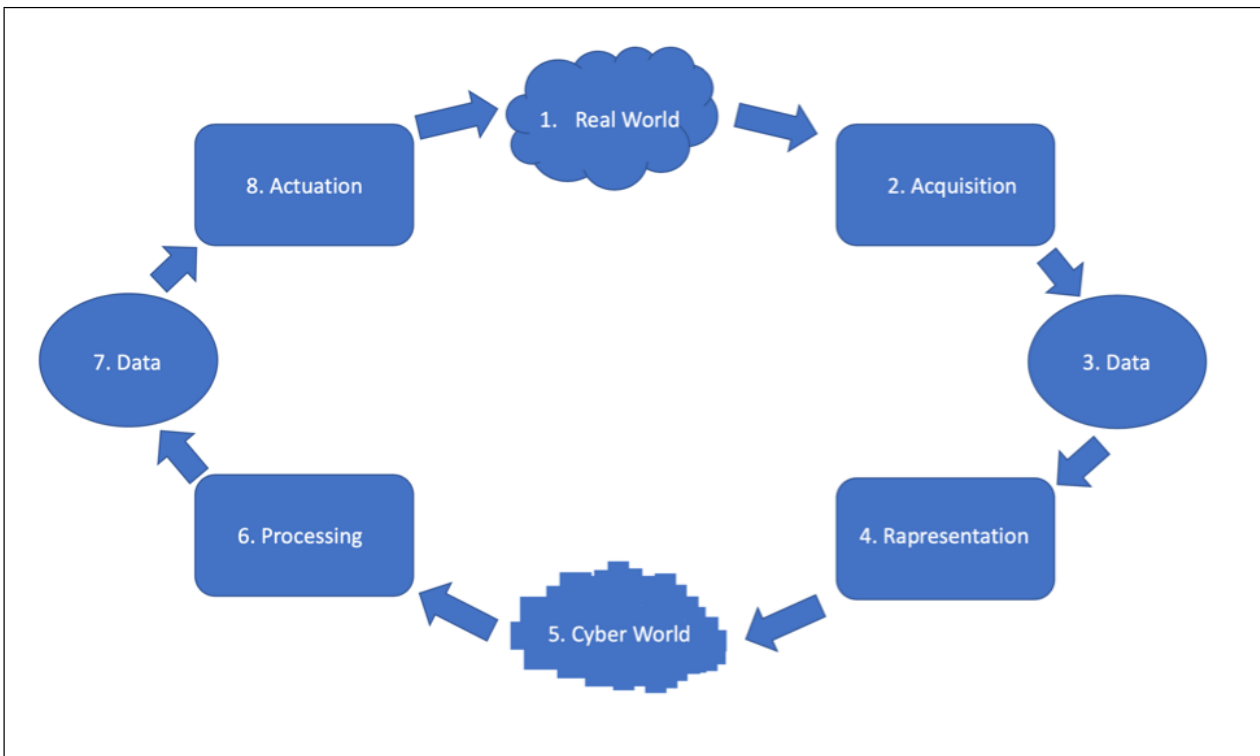 1. Real World
2. Acquisition
3. Data
4. Rapresentation
5. Cyber World
6. Processing
7. Data
8. Actuation